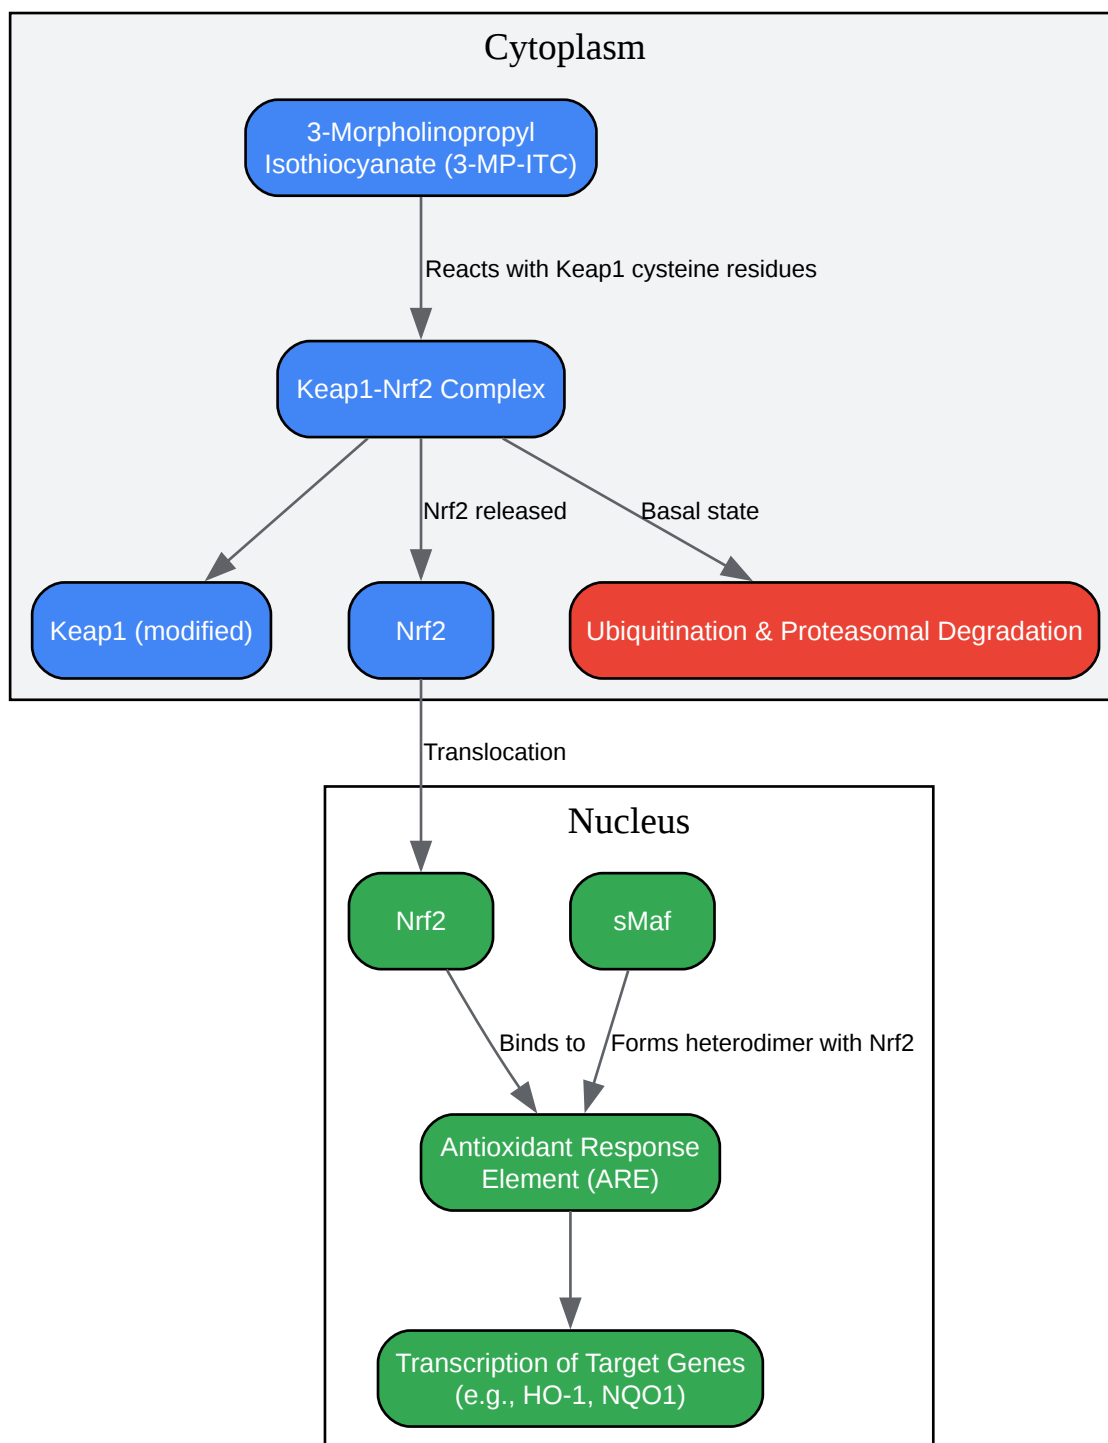 Cytoplasm
3-Morpholinopropyl
Isothiocyanate (3-MP-ITC)
Reacts with Keap1 cysteine residues
Keap1-Nrf2 Complex
Nrf2 released
Basal state
Keap1 (modified)
Nrf2
Ubiquitination & Proteasomal Degradation
Translocation
Nucleus
Nrf2
sMaf
Binds to
Forms heterodimer with Nrf2
Antioxidant Response
Element (ARE)
Transcription of Target Genes
(e.g., HO-1, NQO1)